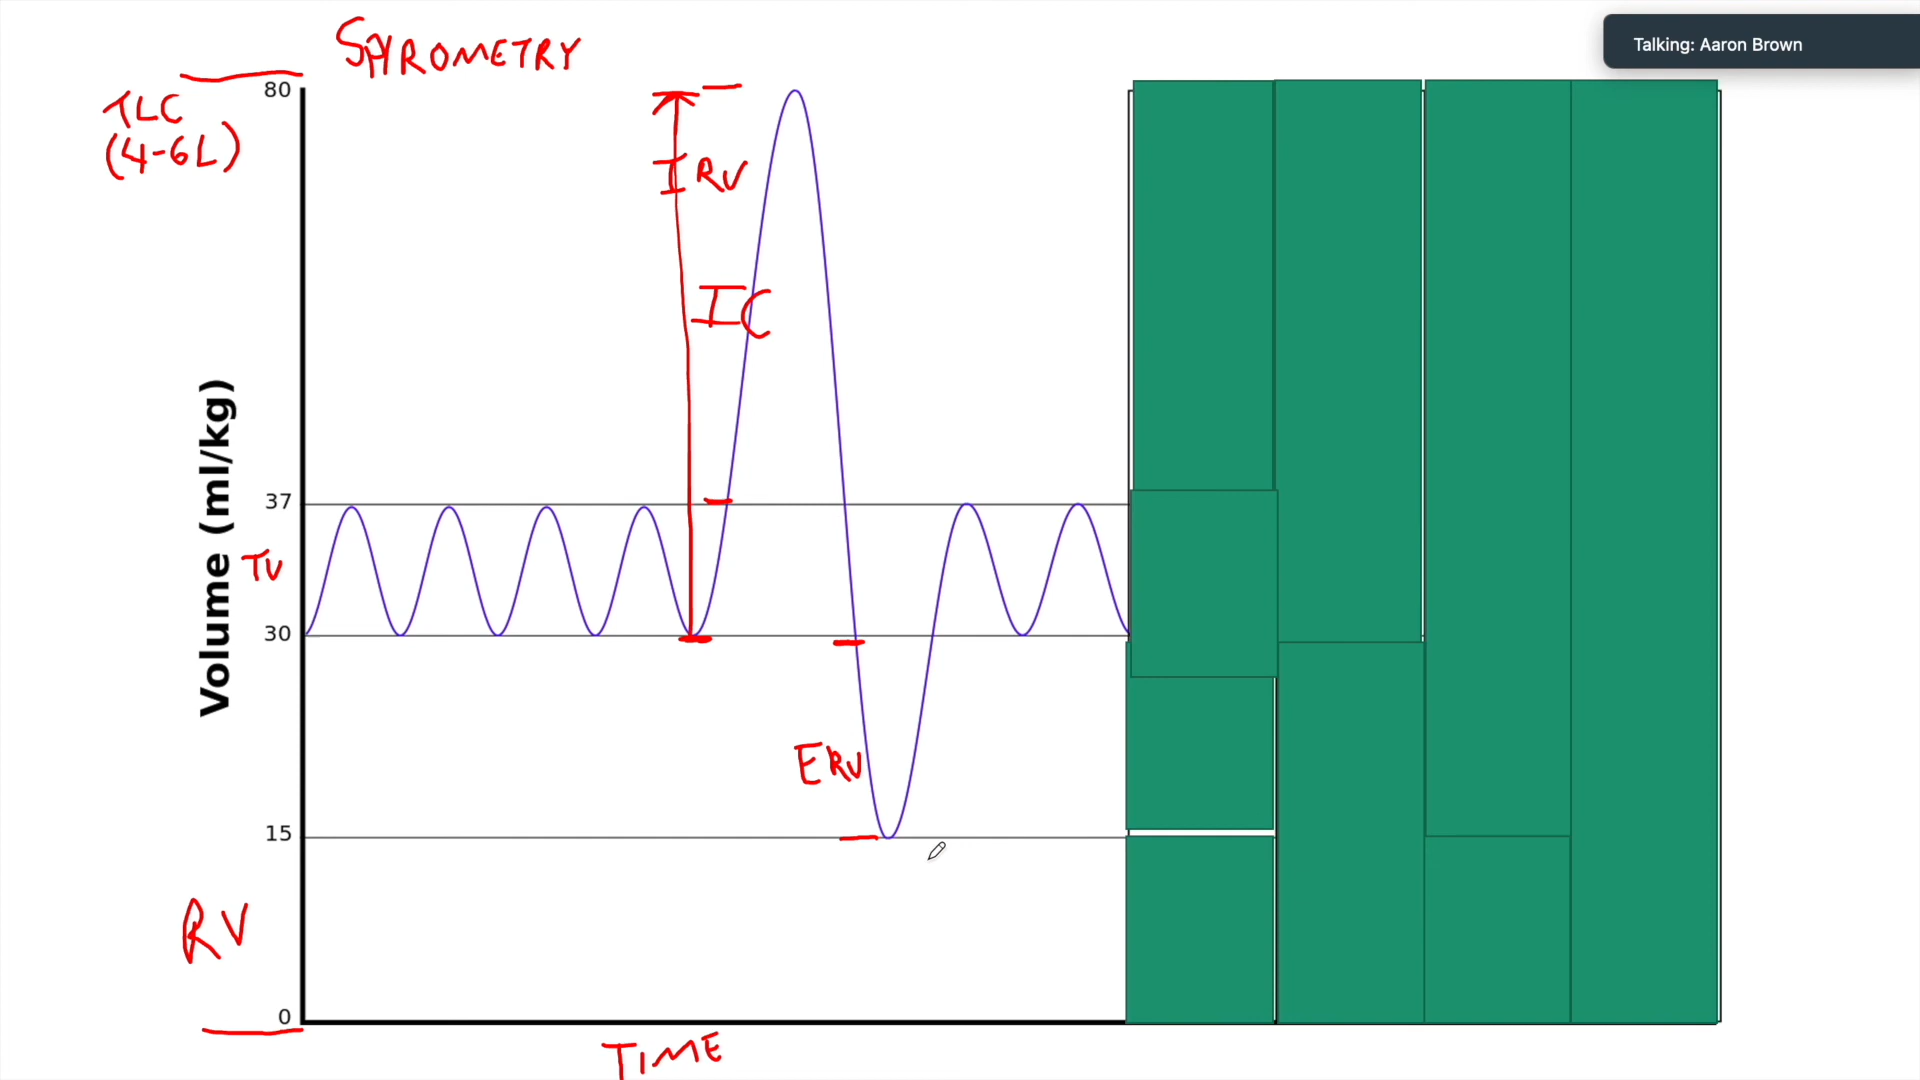 Talking: Aaron Brown
SPYROMETRY
80
TLC
(4-6L)
IRV
IC
Volume (ml/kg)
37
TV
30
ERV
15
RV
0
TIME